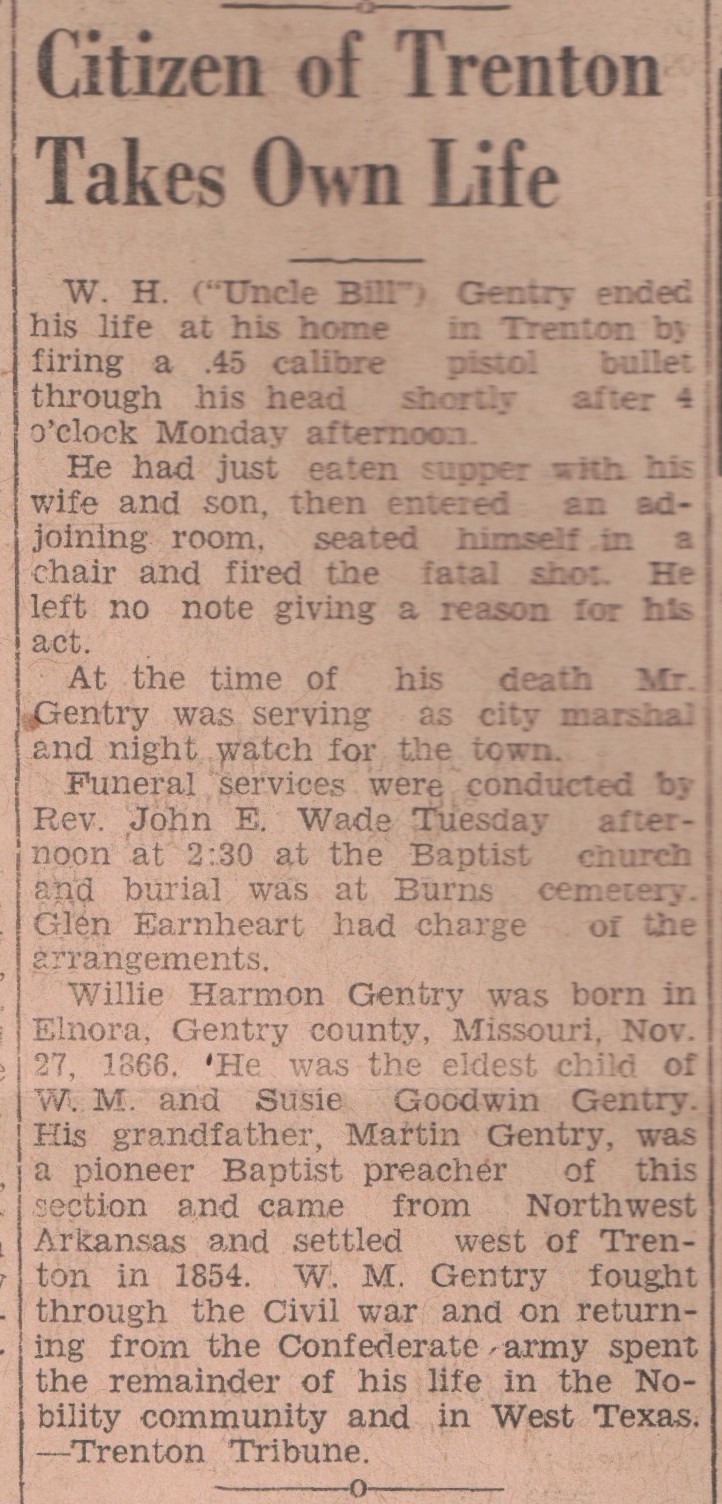 Citizen of Trenton
Takes Own Life
W. H. ("Uncle Bill") Gentry ended
his life at his home in Trenton by
firing a .45 calibre pistol bullet
through his head shortly after 4
o'clock Monday afternoon.
He had just eaten supper with his
wife and son, then entered an ad-
joining room, seated himself in a
chair and fired the fatal shot. He
left no note giving a reason for his
act.
At the time of his death Mr.
Gentry was serving as city marshal
and night watch for the town.
Funeral services were conducted by
Rev. John E. Wade Tuesday after-
noon at 2:30 at the Baptist church
and burial was at Burns cemetery.
Glen Earnheart had charge of the
arrangements.
Willie Harmon Gentry was born in
Elnora, Gentry county, Missouri, Nov.
27, 1866. 'He was the eldest child of
W. M. and Susie Goodwin Gentry.
His grandfather, Martin Gentry, was
a pioneer Baptist preacher of this
section and came from Northwest
Arkansas and settled west of Tren-
ton in 1854. W. M. Gentry fought
through the Civil war and on return-
ing from the Confederate army spent
the remainder of his life in the No-
bility community and in West Texas.
—Trenton Tribune.